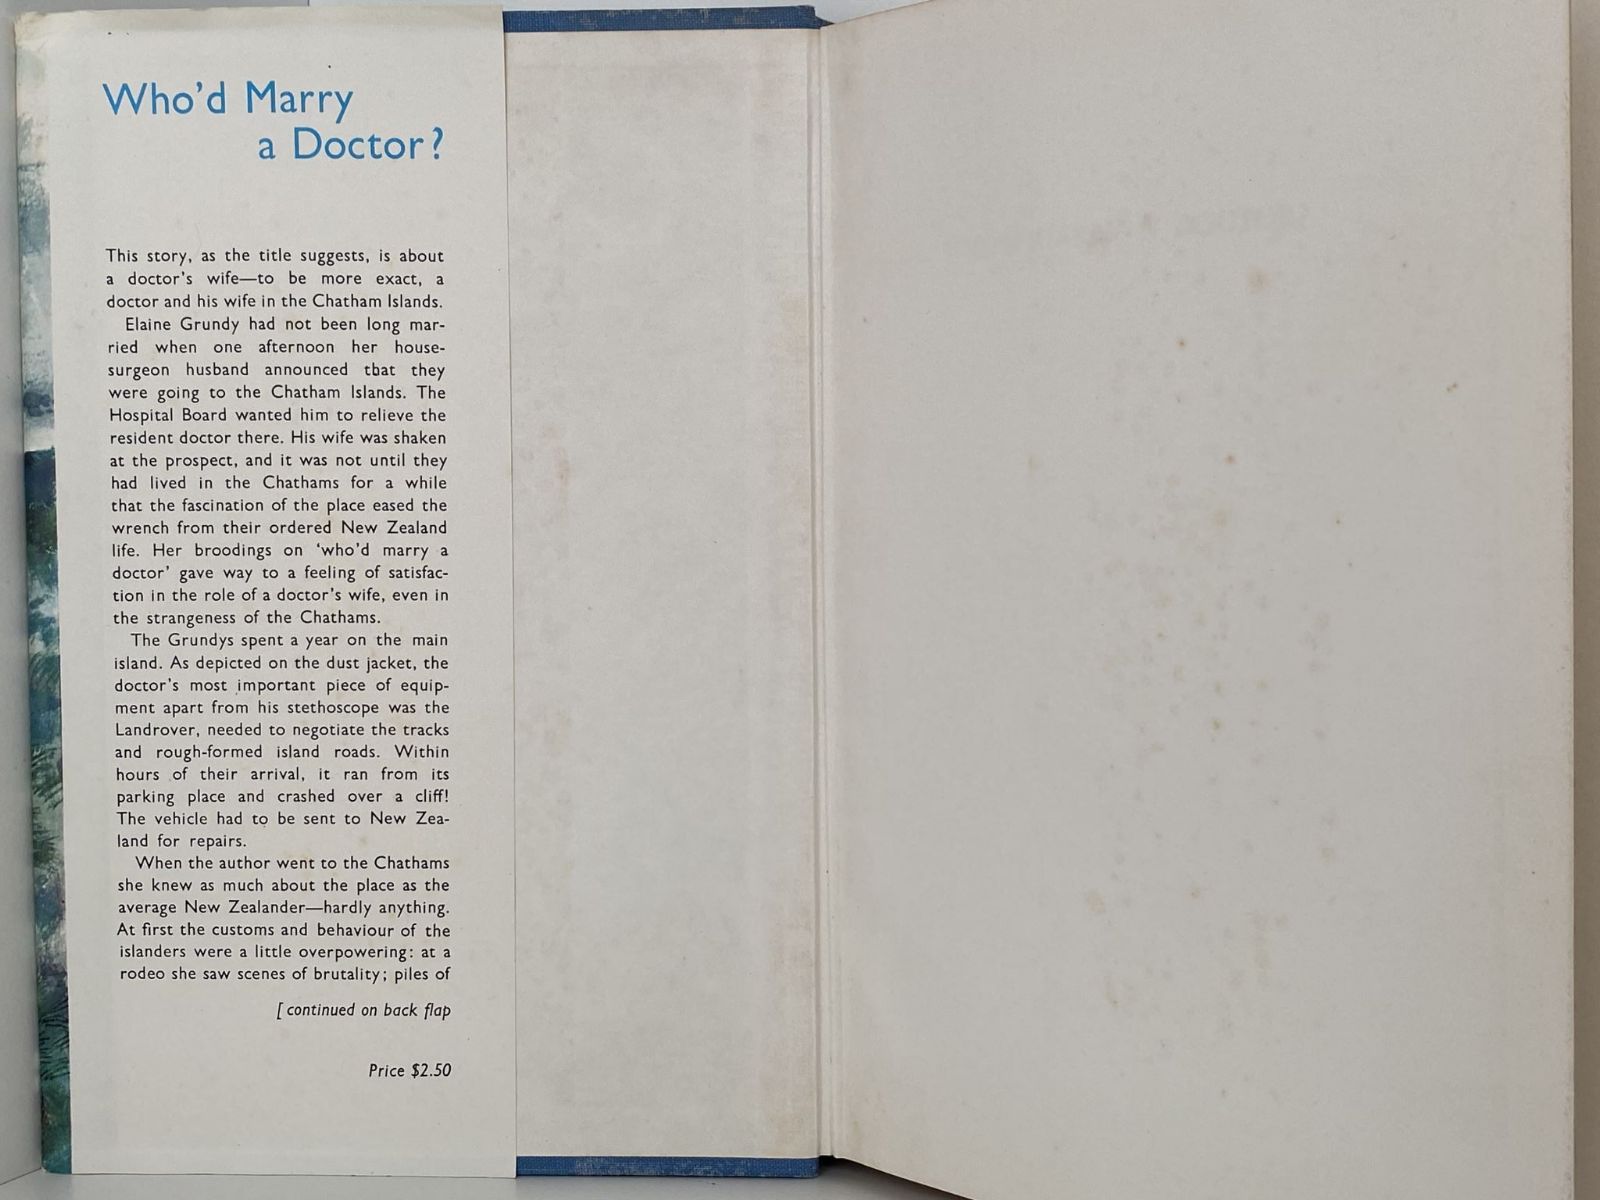 Who'd Marry
a Doctor?
This story, as the title suggests, is about
a doctor's wife—to be more exact, a
doctor and his wife in the Chatham Islands.
Elaine Grundy had not been long mar-
ried when one afternoon her house-
surgeon husband announced tbat they
were going to the Chatham Islands. The
Hospital Board wanted him to relieve the
resident doctor there. His wife was shaken
at the prospect, and it was not until they
had lived in the Chathams for a while
that the fascination of the place eased the
wrench from their ordered New Zealand
life. Her broodings on 'who'd marry a
doctor' gave way to a feeling of satisfac-
tion in the role of a doctor's wife, even in
the strangeness of the Chathams.
The Grundys spent a year on the main
island. As depicted on the dust jacket, the
doctor's most important piece of equip-
ment apart from his stethoscope was the
Landrover, needed to negotiate the tracks
and rough-formed island roads. Within
hours of their arrival, it ran from its
parking place and crashed over a cliff!
The vehicle had to be sent to New Zea-
land for repairs.
When the author went to the Chathams
she knew as much about the place as the
average New Zealander—hardly anything.
At first the customs and behaviour of the
islanders were a little overpowering: at a
rodeo she saw scenes of brutality; piles of
[continued on back flap
Price $2.50